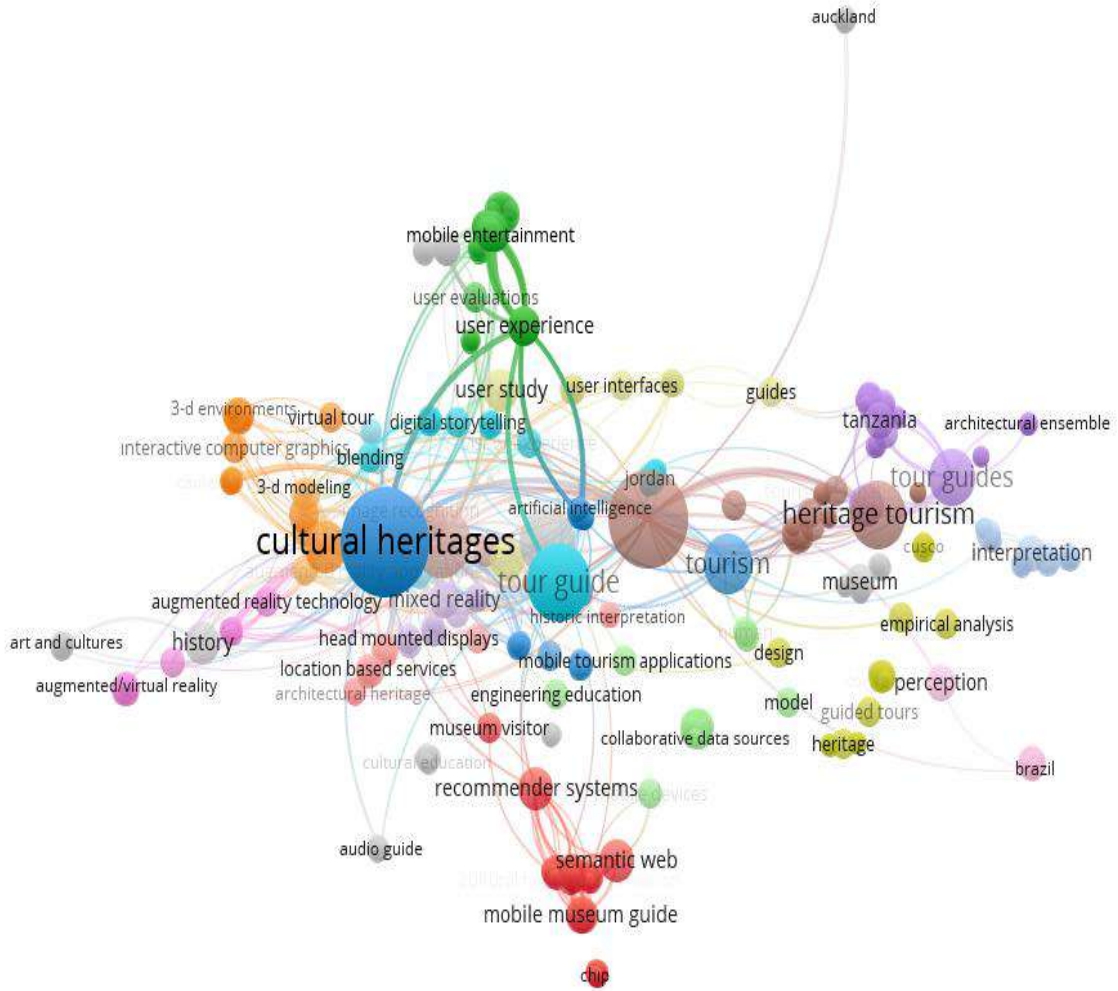 auckland
mobile entertainment
user evaluations
user experience
user study
user interfaces
guides
3-d environments
virtual tour
digital storytelling
tanzania
architectural ensemble
interactive computer graphics
blending
3-d modeling
jordan
tour guides
artificial intelligence
heritage tourism
cultural heritages
image recognition
tourism
cusco
interpretation
tour guide
museum
augmented reality technology
mixed reality
historic interpretation
empirical analysis
art and cultures
history
head mounted displays
design
location based services
mobile tourism applications
augmented/virtual reality
architectural heritage
engineering education
perception
model
guided tours
museum visitor
collaborative data sources
heritage
cultural education
brazil
recommender systems
audio guide
semantic web
mobile museum guide
chip